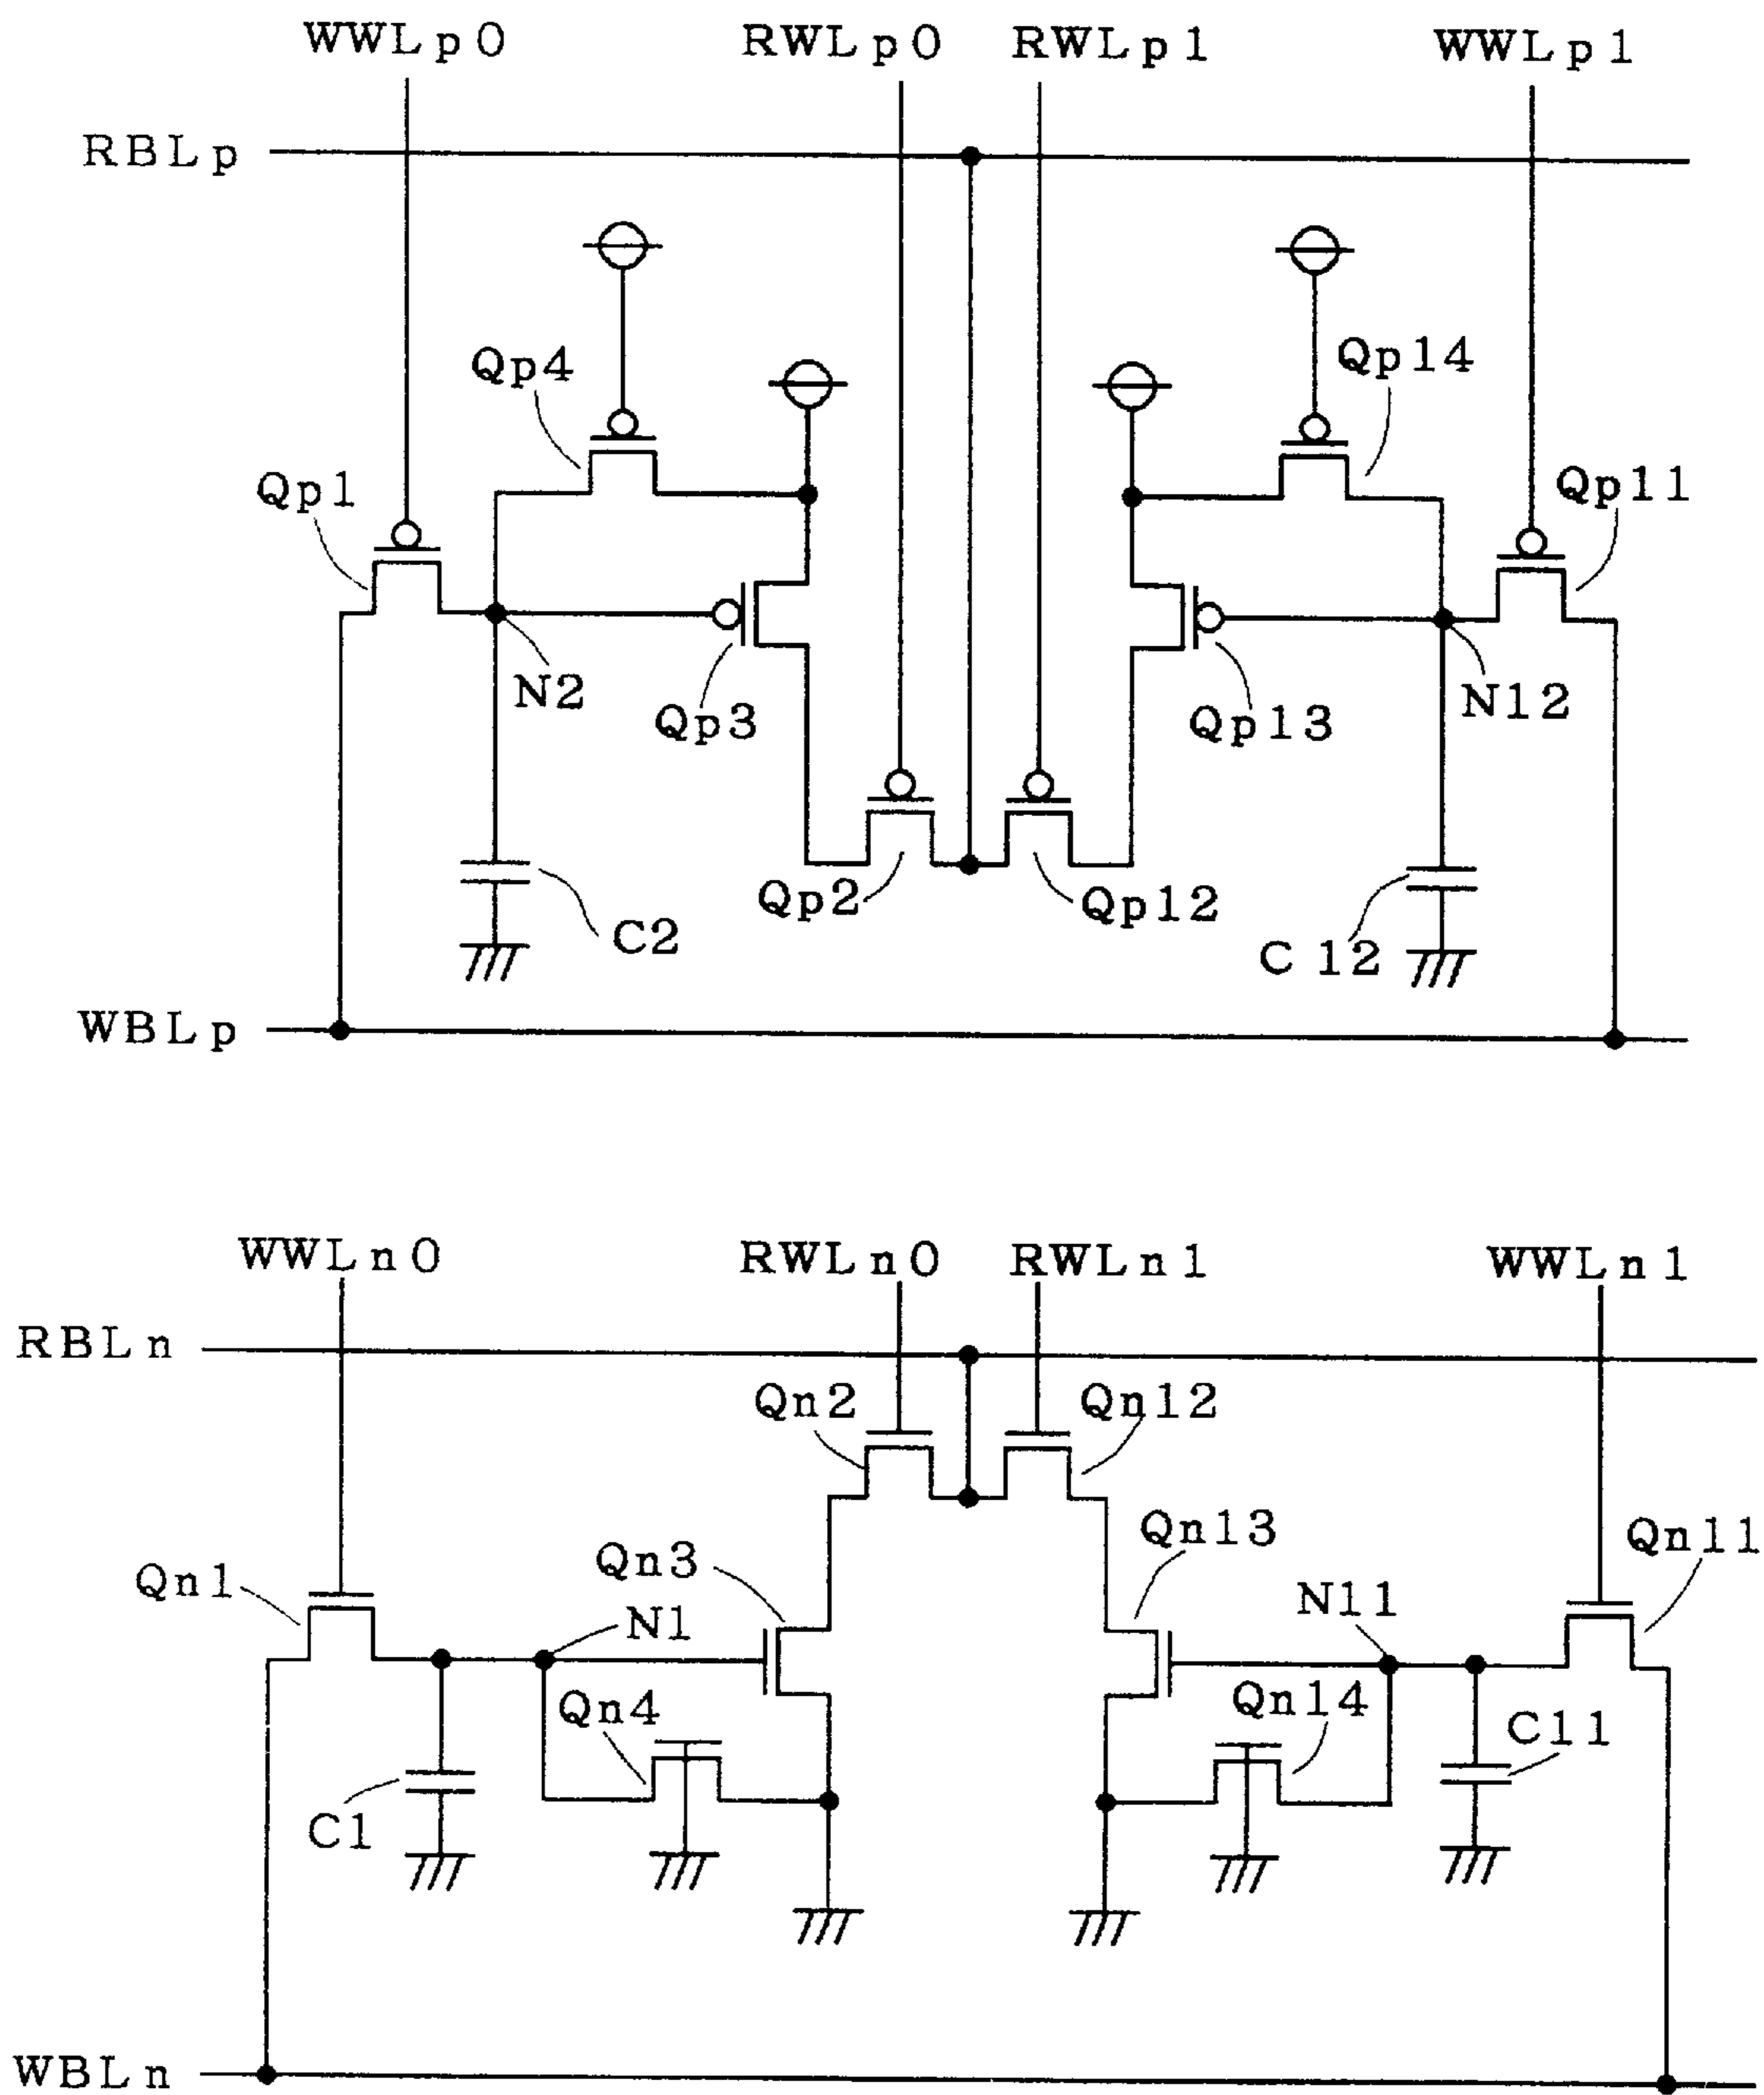 WWLp0 RWLp0 RWLp1 WWLp1
RBLp
Qp4 Qp14
Qp1 Qp11
N2 Qp3 Qp13 N12
Qp2 Qp12
C2 C12
WBLp
WWLn0 RWLn0 RWLn1 WWLn1
RBLn
Qn2 Qn12
Qn3 Qn13 Qn11
Qn1 N1 N11
Qn4 Qn14
C1 C11
WBLn